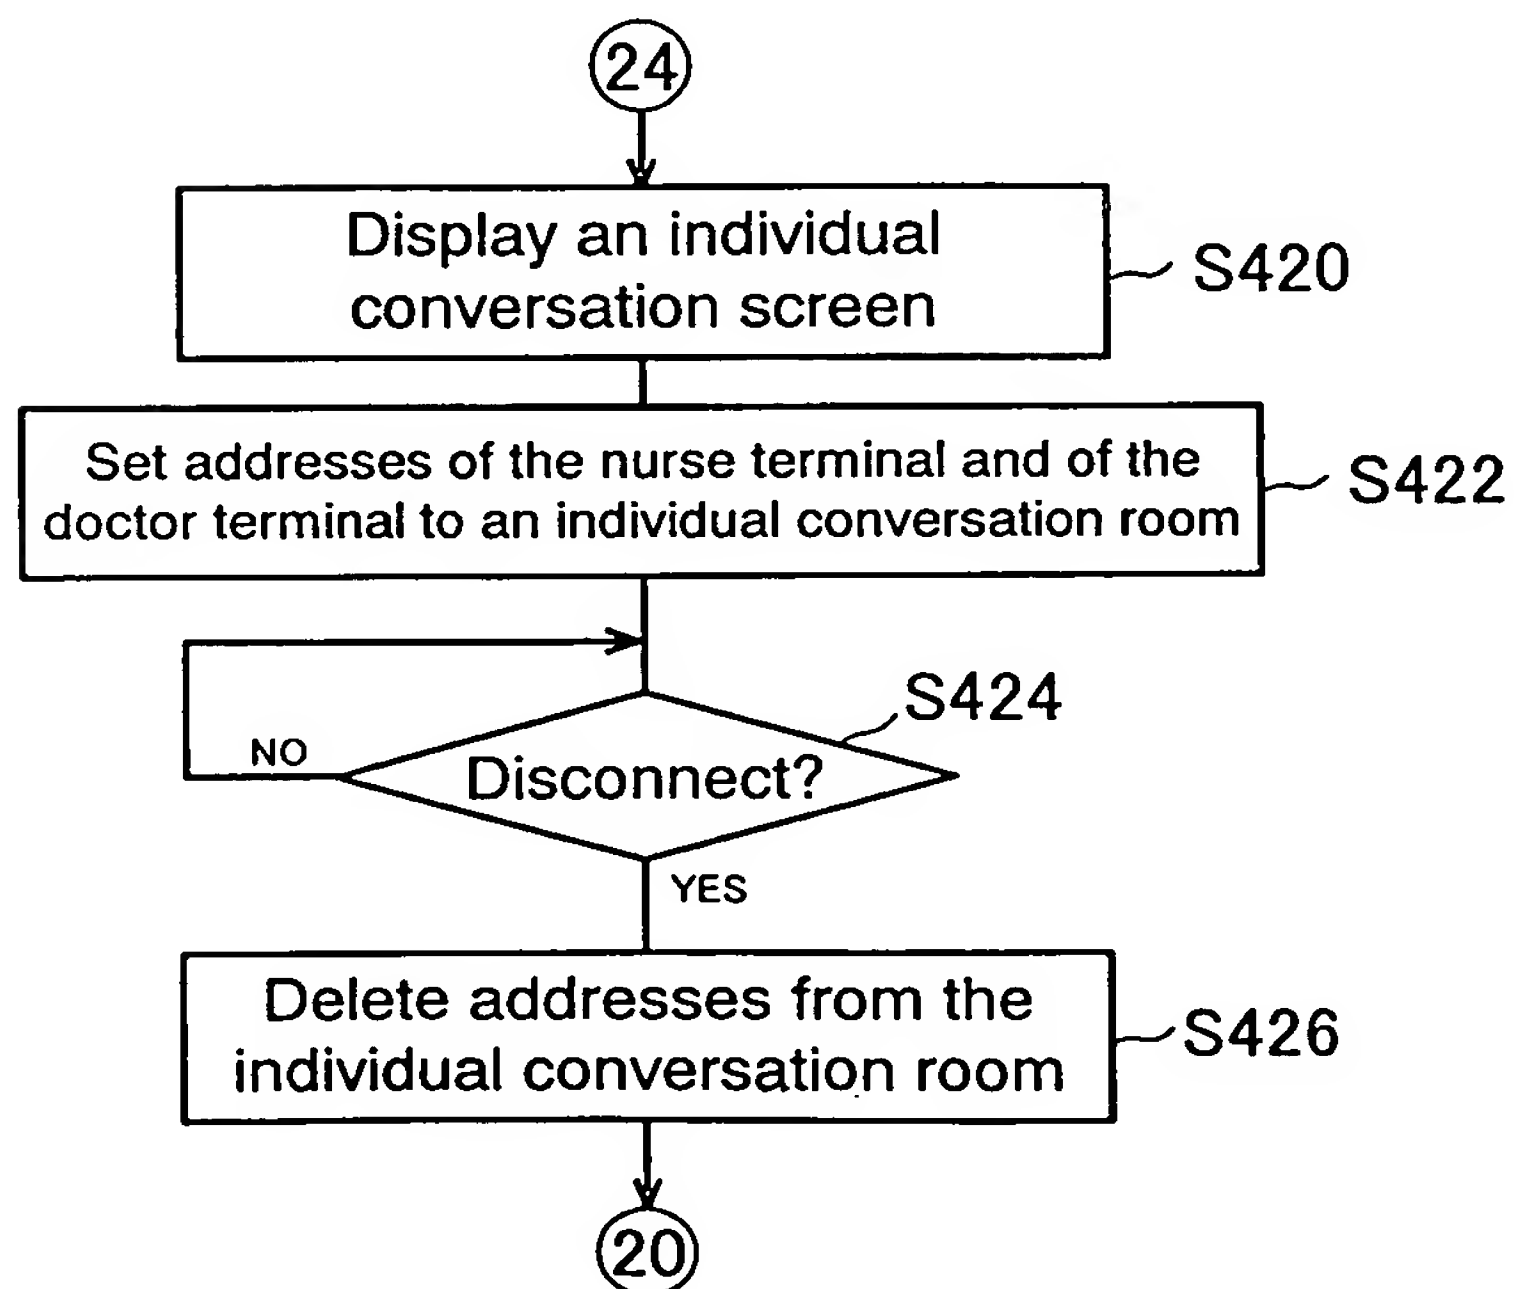 24
Display an individual
conversation screen
S420
Set addresses of the nurse terminal and of the
doctor terminal to an individual conversation room
S422
S424
NO
Disconnect?
YES
Delete addresses from the
individual conversation room
S426
20